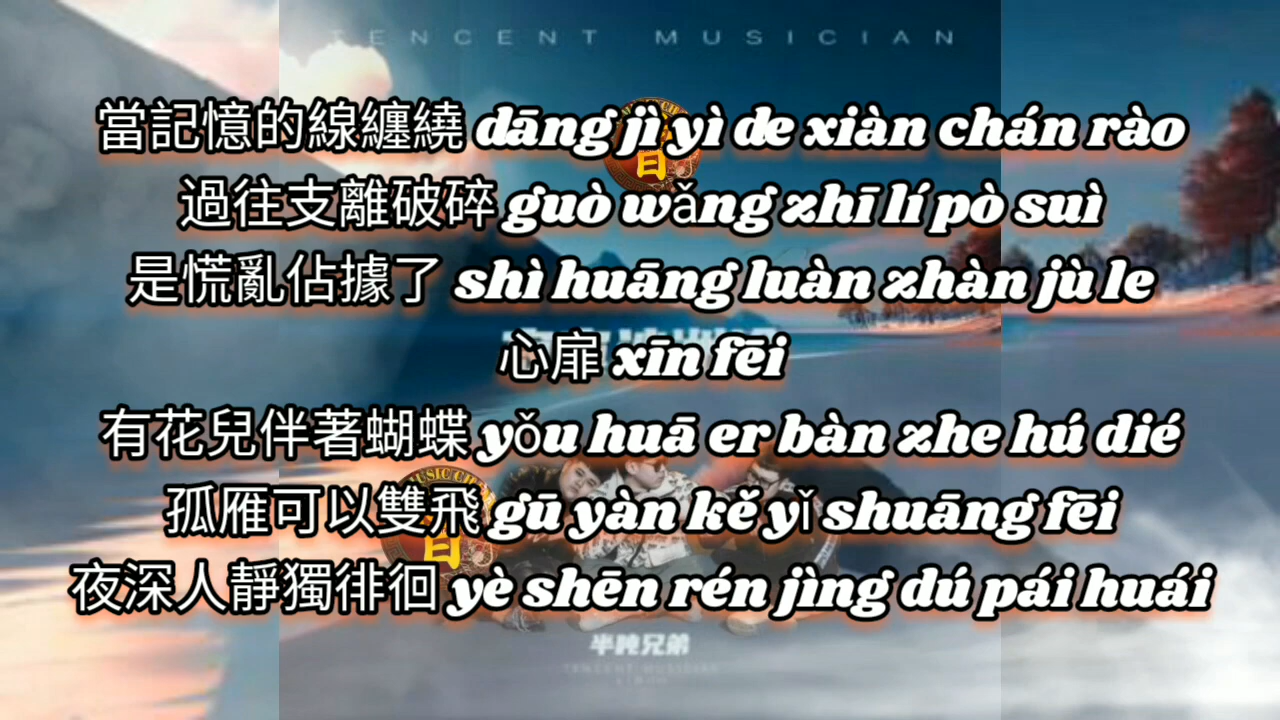 TENCENT MUSICIAN
當記憶的線纏繞 dāng jì yì de xiàn chán rào
過往支離破碎 guò wǎng zhī lí pò suì
是慌亂佔據了 shì huāng luàn zhàn jù le
心扉 xīn fēi
有花兒伴著蝴蝶 yǒu huā er bàn zhe hú dié
孤雁可以雙飛 gū yàn kě yǐ shuāng fēi
夜深人靜獨徘徊 yè shēn rén jìng dú pái huái
半吨兄弟
TENCENT MUSICIAN